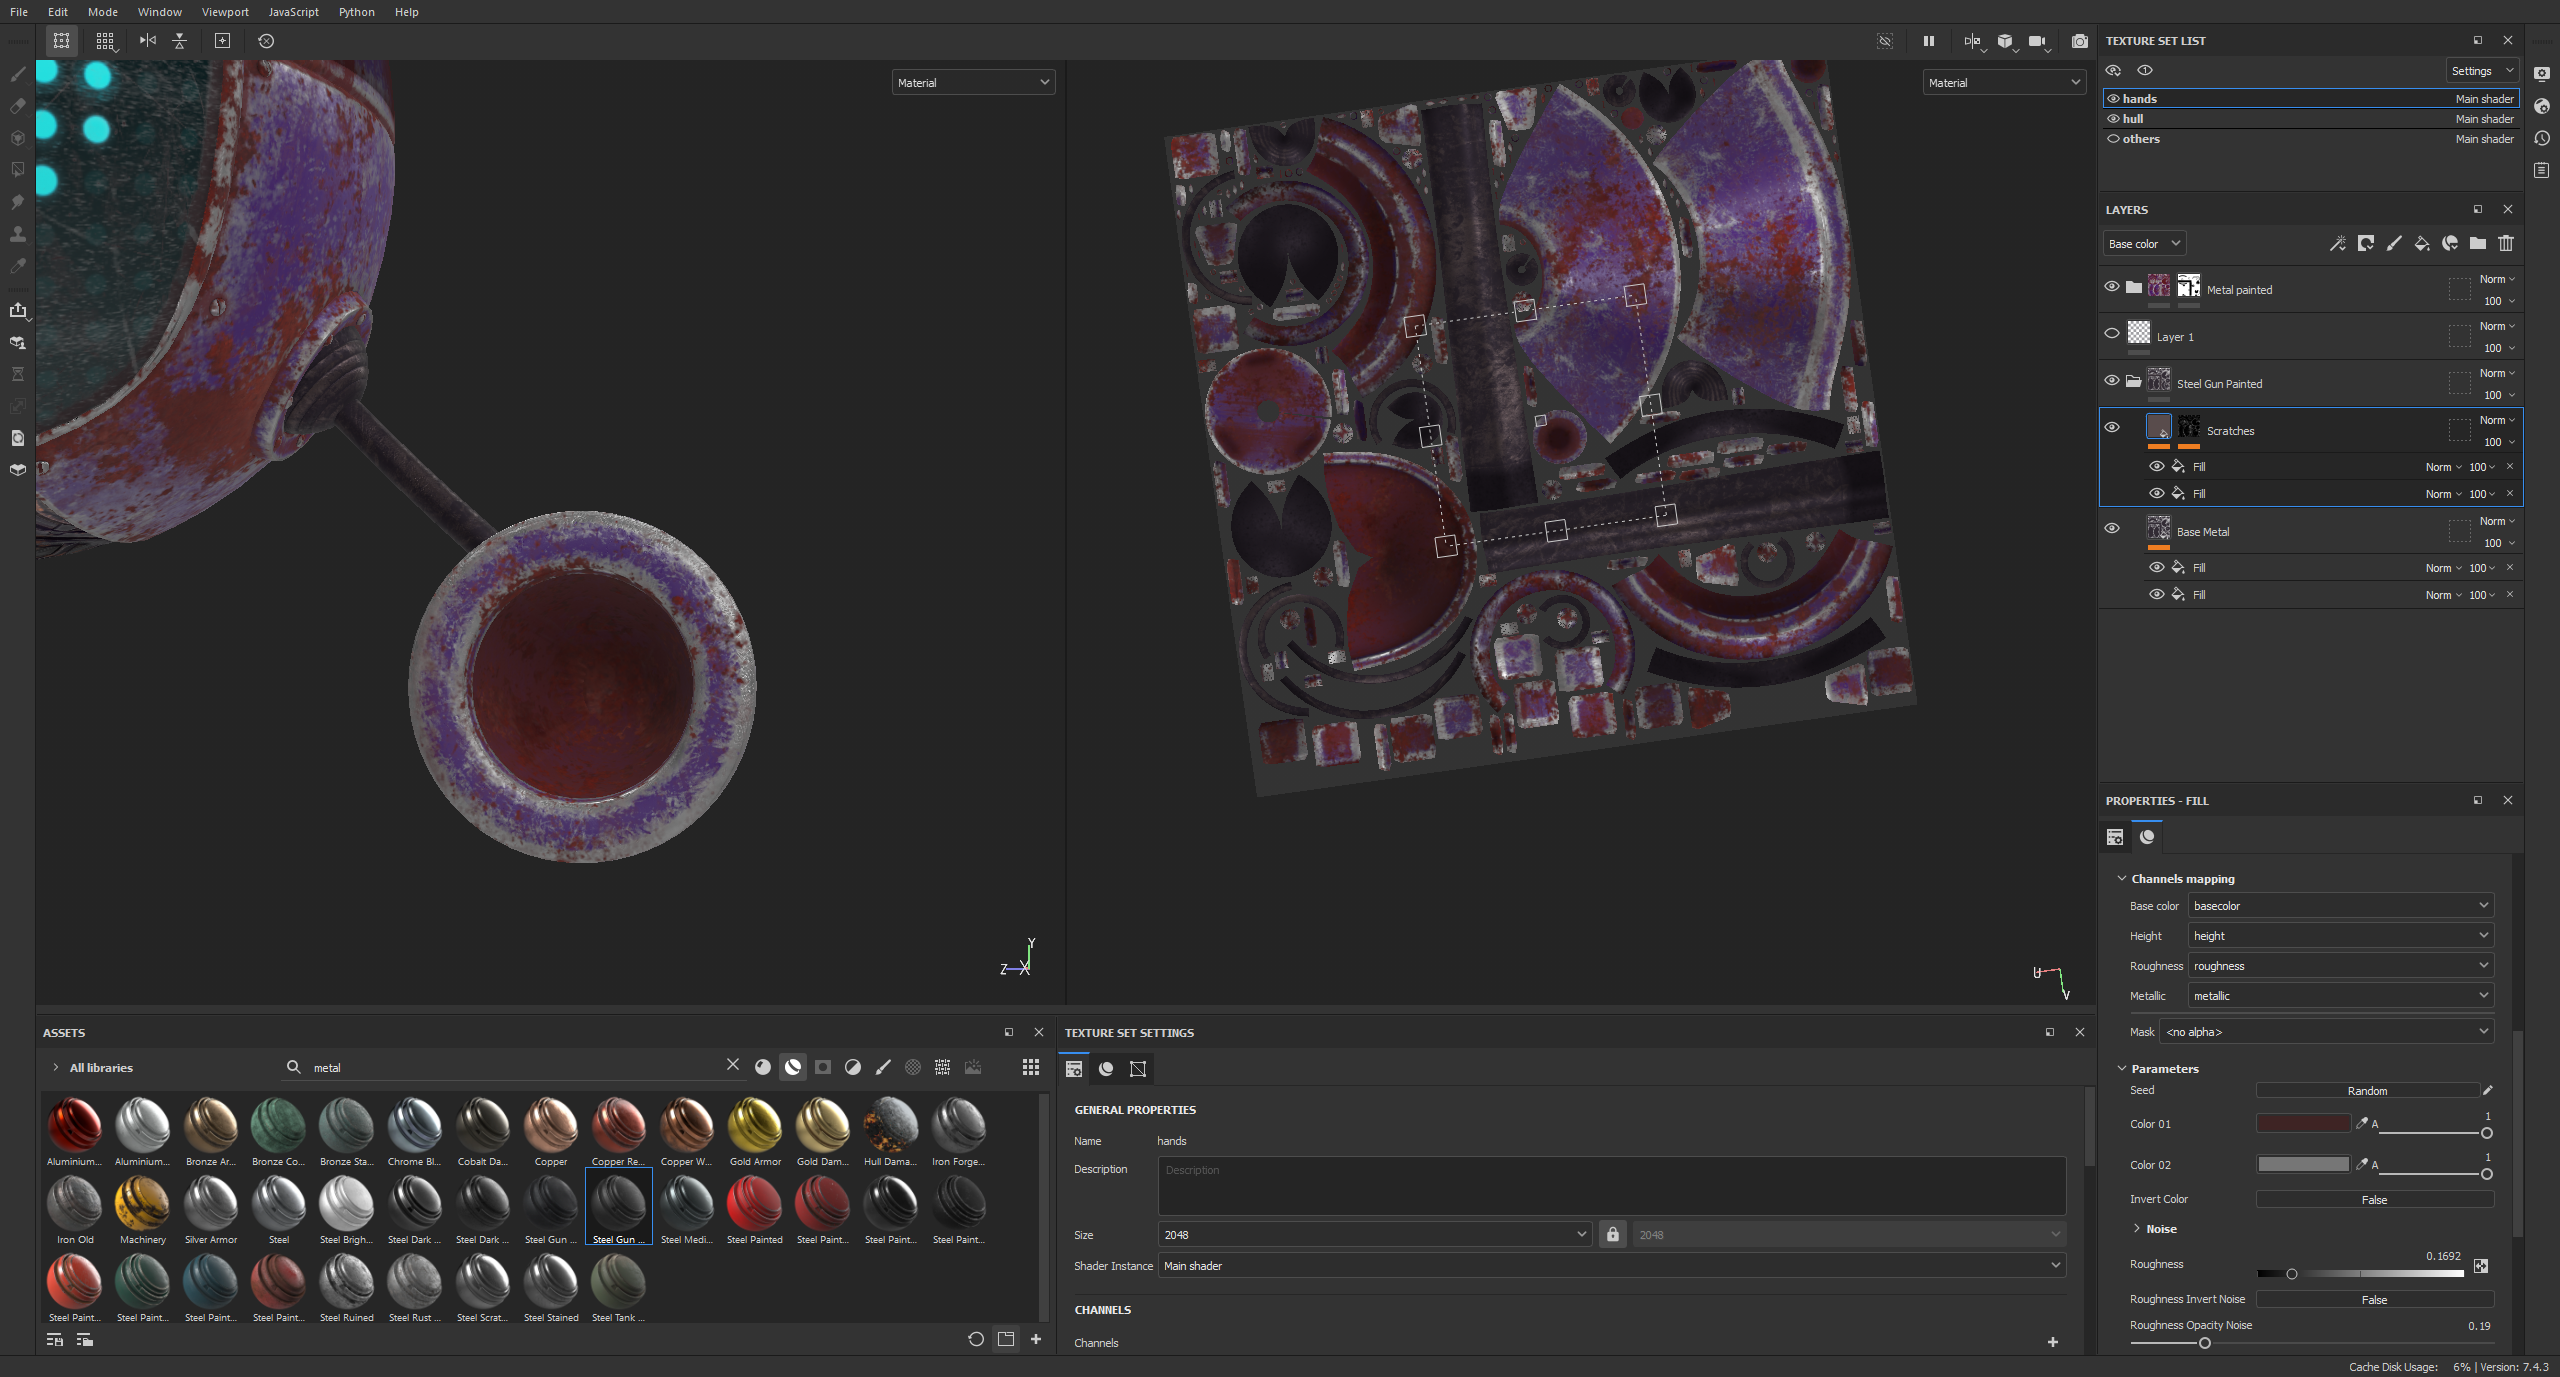 File Edit Mode Window Viewport JavaScript Python Help
Material
Material
Y
Z X
U
V
TEXTURE SET LIST
Settings
hands Main shader
hull Main shader
others Main shader
LAYERS
Base color
Metal painted Norm 100
Layer 1 Norm 100
Steel Gun Painted Norm 100
Scratches Norm 100
Fill Norm 100
Fill Norm 100
Base Metal Norm 100
Fill Norm 100
Fill Norm 100
PROPERTIES - FILL
Channels mapping
Base color basecolor
Height height
Roughness roughness
Metallic metallic
Mask <no alpha>
Parameters
Seed Random
Color 01 A 1
Color 02 A 1
Invert Color False
Noise
Roughness 0.1692
Roughness Invert Noise False
Roughness Opacity Noise 0.19
ASSETS
All libraries metal
Aluminium... Aluminium... Bronze Ar... Bronze Co... Bronze Sta... Chrome Bl... Cobalt Da... Copper Copper Re... Copper W... Gold Armor Gold Dam... Hull Dama... Iron Forge...
Iron Old Machinery Silver Armor Steel Steel Brigh... Steel Dark ... Steel Dark ... Steel Gun ... Steel Gun ... Steel Medi... Steel Painted Steel Paint... Steel Paint... Steel Paint...
Steel Paint... Steel Paint... Steel Paint... Steel Paint... Steel Ruined Steel Rust ... Steel Scrat... Steel Stained Steel Tank ...
TEXTURE SET SETTINGS
GENERAL PROPERTIES
Name hands
Description Description
Size 2048 2048
Shader Instance Main shader
CHANNELS
Channels
Cache Disk Usage: 6% | Version: 7.4.3